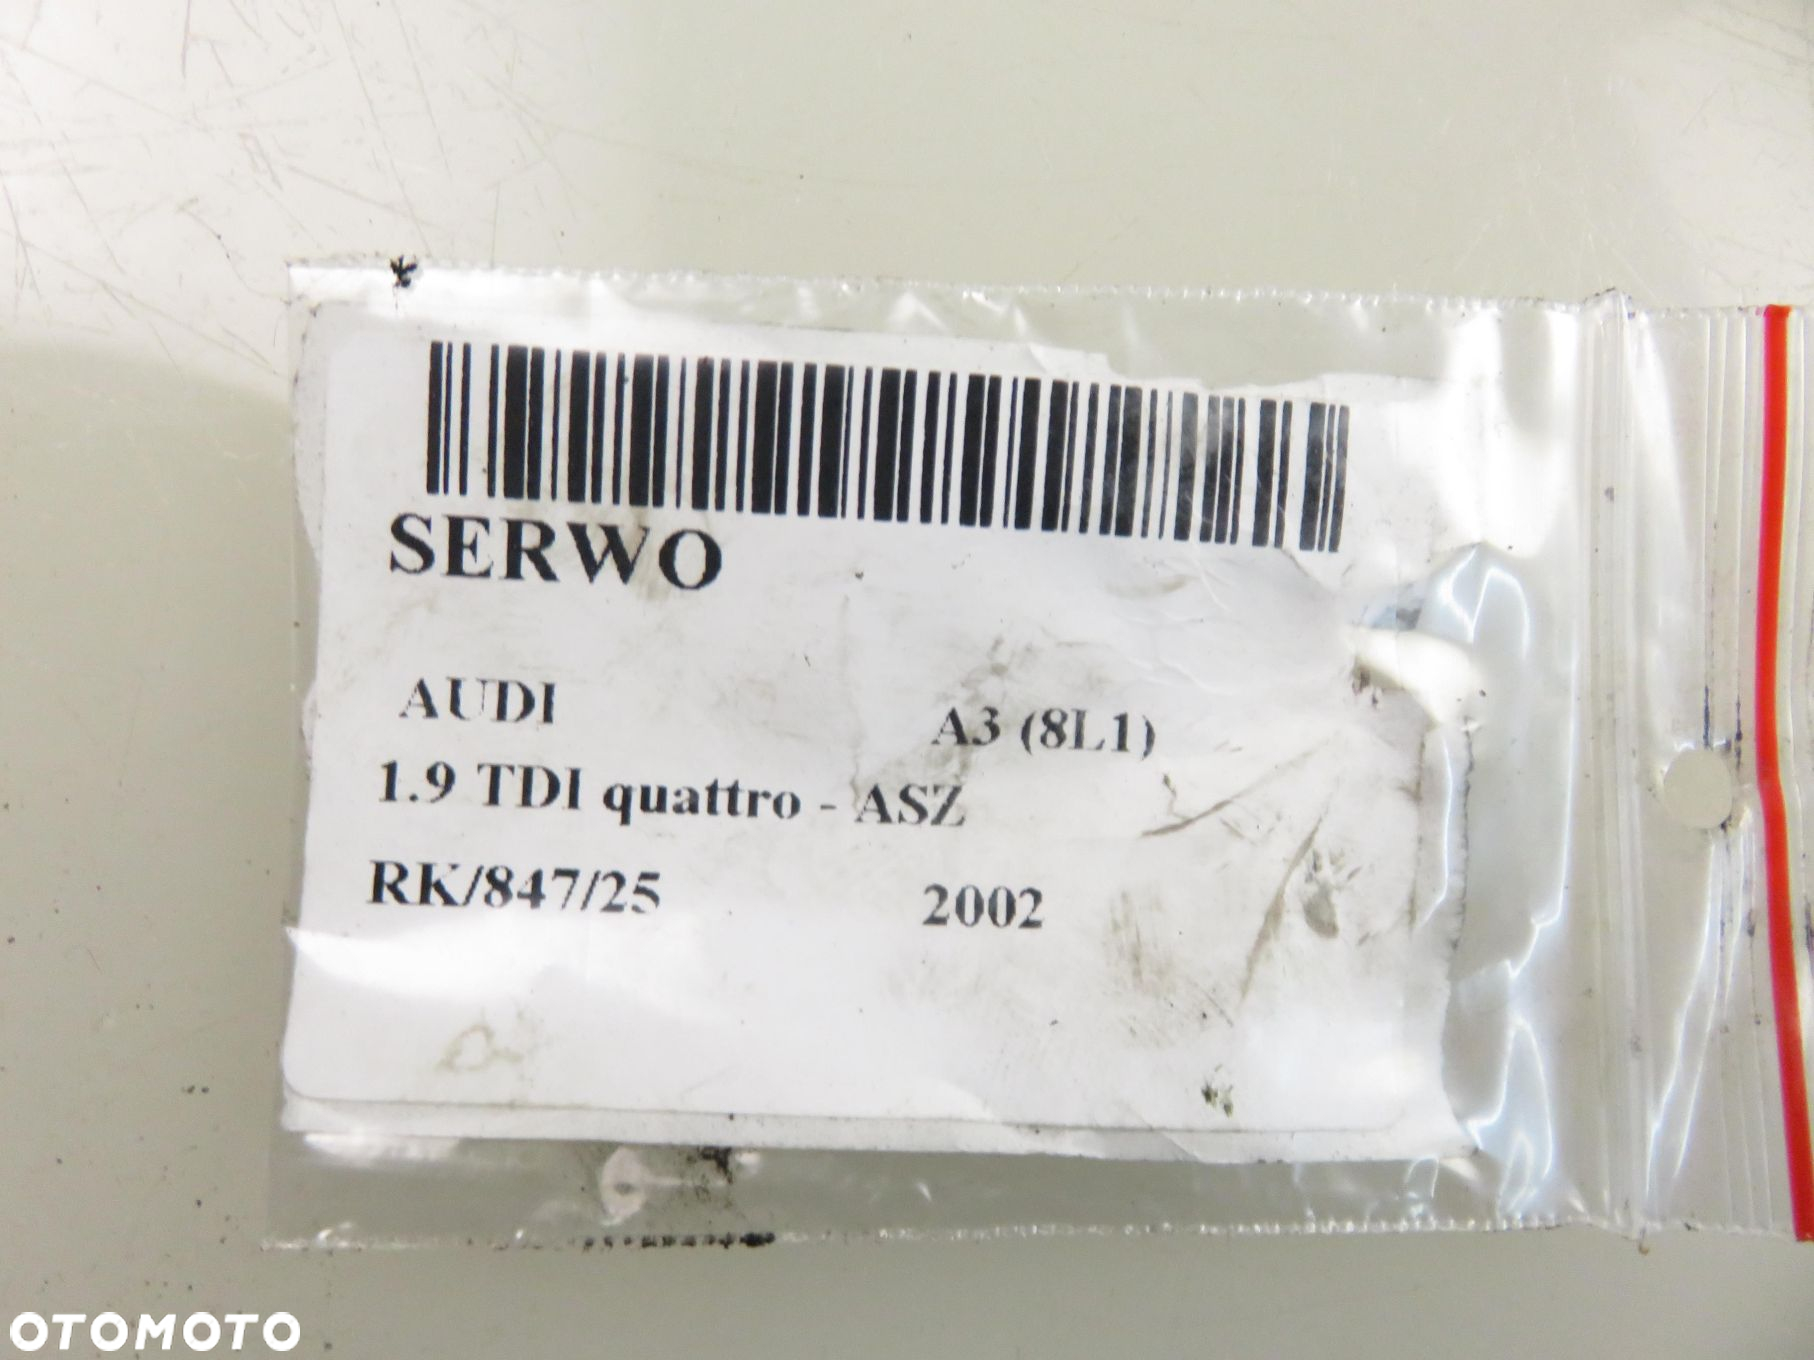 SERWO
AUDI A3 (8L1)
1.9 TDI quattro - ASZ
RK/847/25 2002
OTOMOTO